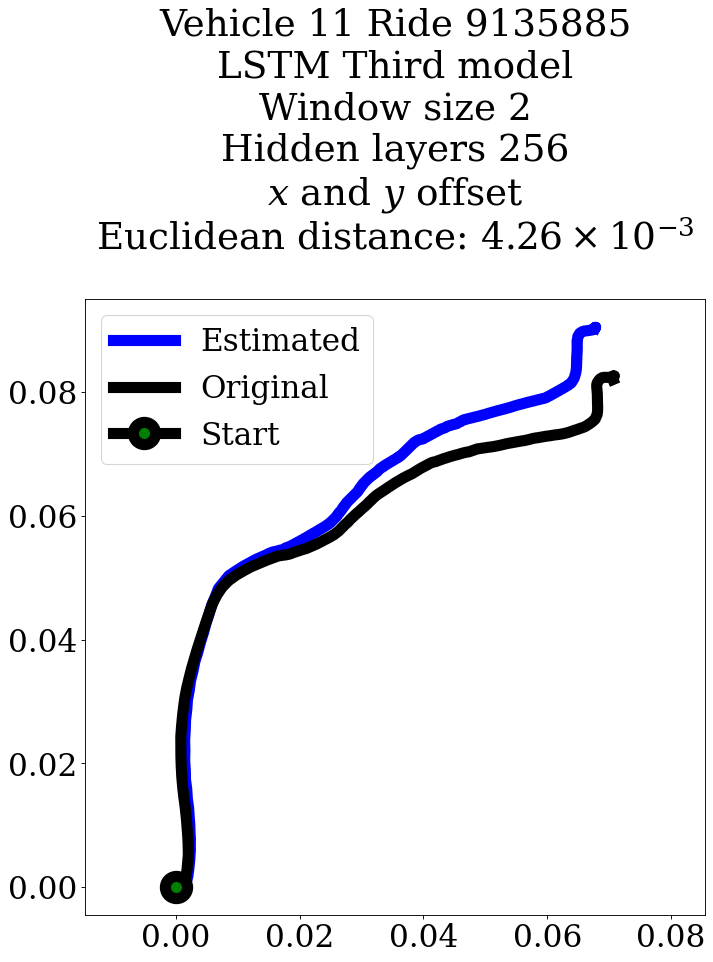 Vehicle 11 Ride 9135885
LSTM Third model
Window size 2
Hidden layers 256
x and y offset
Euclidean distance: 4.26 × 10⁻³
Estimated
Original
Start
0.08
0.06
0.04
0.02
0.00
0.00 0.02 0.04 0.06 0.08